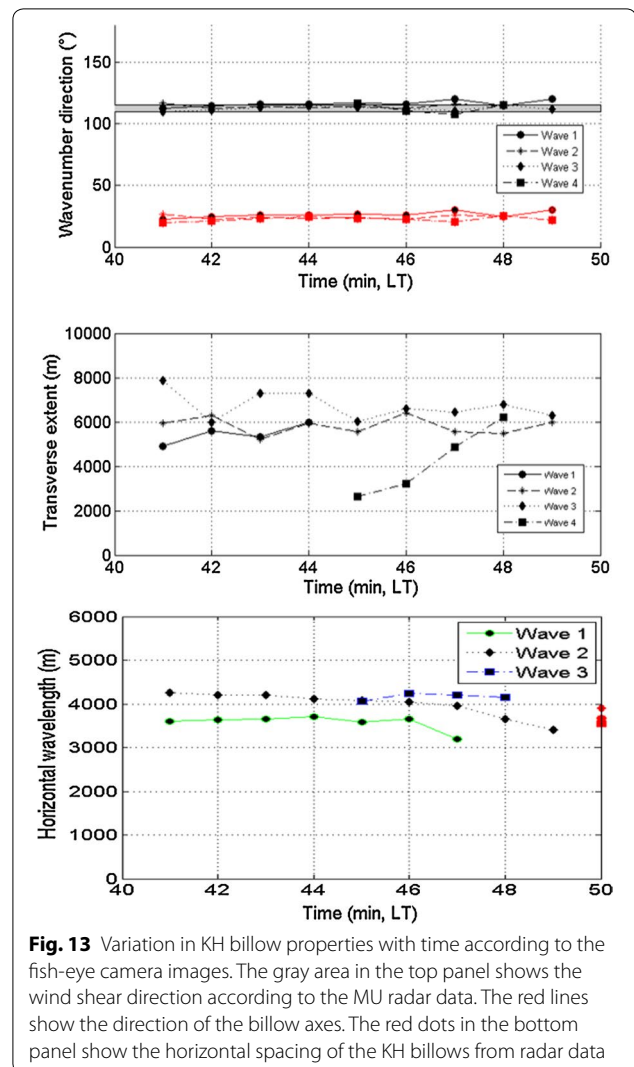 Wavenumber direction (°)
150
100
50
0
Wave 1
Wave 2
Wave 3
Wave 4
40 42 44 46 48 50
Time (min, LT)
Transverse extent (m)
10000
8000
6000
4000
2000
0
Wave 1
Wave 2
Wave 3
Wave 4
40 42 44 46 48 50
Time (min, LT)
Horizontal wavelength (m)
6000
5000
4000
3000
2000
1000
0
Wave 1
Wave 2
Wave 3
40 42 44 46 48 50
Time (min, LT)
Fig. 13 Variation in KH billow properties with time according to the
fish-eye camera images. The gray area in the top panel shows the
wind shear direction according to the MU radar data. The red lines
show the direction of the billow axes. The red dots in the bottom
panel show the horizontal spacing of the KH billows from radar data